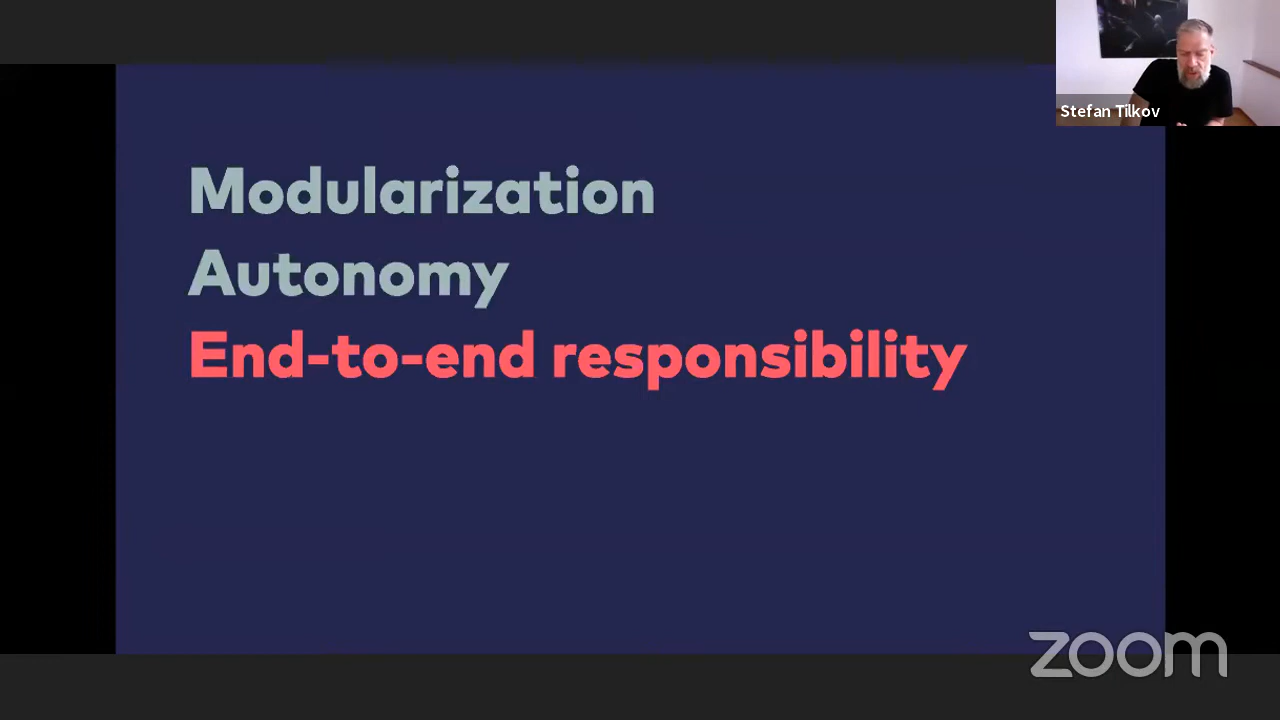 Stefan Tilkov
Modularization
Autonomy
End-to-end responsibility
zoom